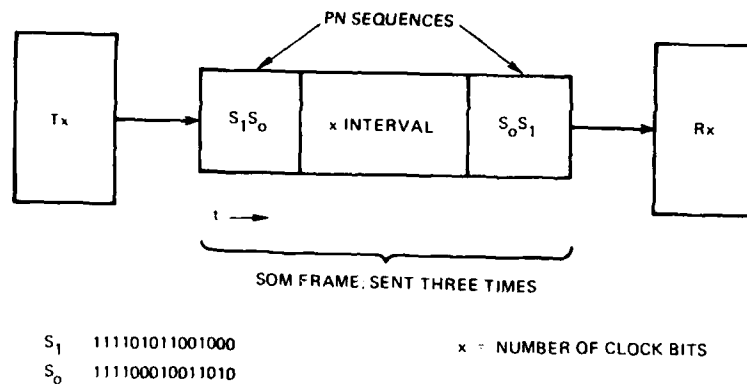 PN SEQUENCES
Tx
S₁S₀
x INTERVAL
S₀S₁
Rx
t
SOM FRAME, SENT THREE TIMES
S₁ 111101011001000
x = NUMBER OF CLOCK BITS
S₀ 111100010011010